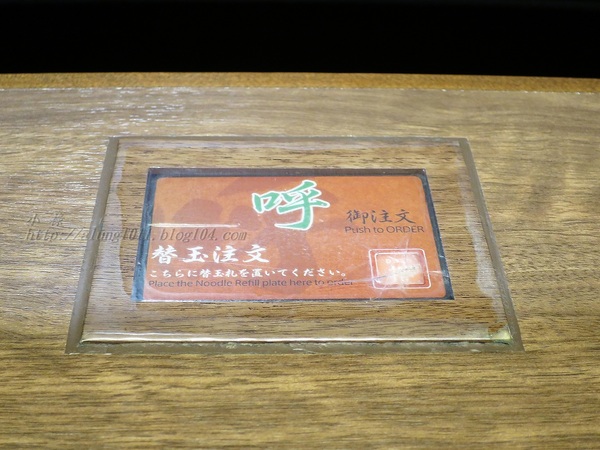 呼
御注文
Push to ORDER
替玉注文
こちらに替玉札を置いてください。
Place the Noodle Refill plate here to order